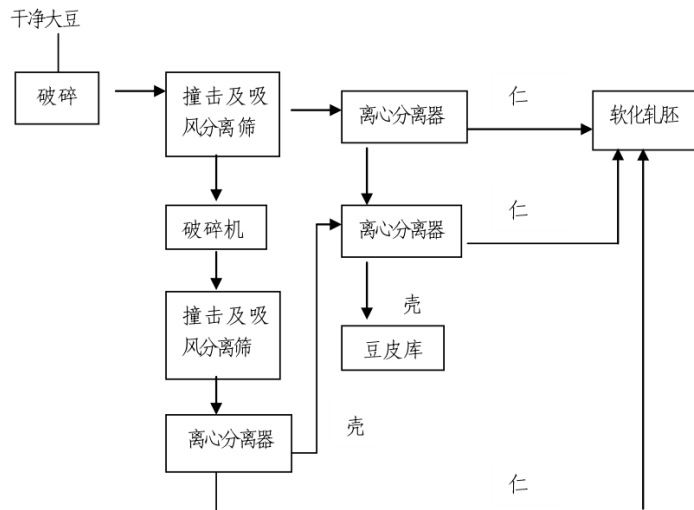 干净大豆
破碎
撞击及吸
风分离筛
离心分离器
仁
软化轧胚
破碎机
离心分离器
仁
撞击及吸
风分离筛
壳
豆皮库
离心分离器
壳
仁